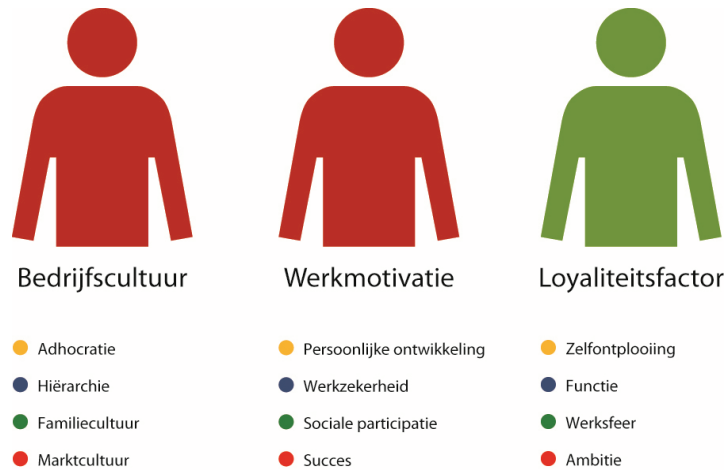 Bedrijfscultuur
Werkmotivatie
Loyaliteitsfactor
Adhocratie
Hiërarchie
Familiecultuur
Marktcultuur
Persoonlijke ontwikkeling
Werkzekerheid
Sociale participatie
Succes
Zelfontplooiing
Functie
Werksfeer
Ambitie